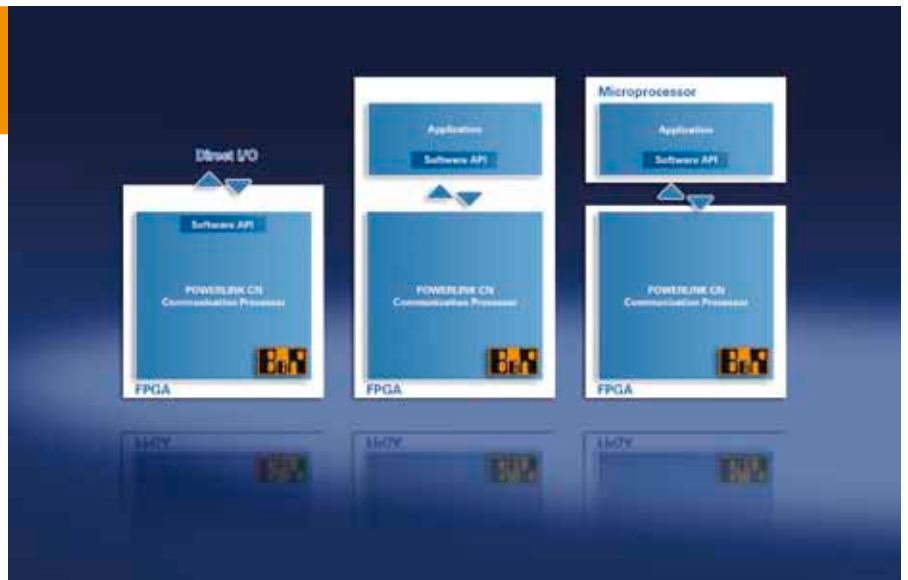 Direct I/O
Software API
POWERLINK CN
Communication Processor
B&R
FPGA
Application
Software API
POWERLINK CN
Communication Processor
B&R
FPGA
Microprocessor
Application
Software API
POWERLINK CN
Communication Processor
B&R
FPGA